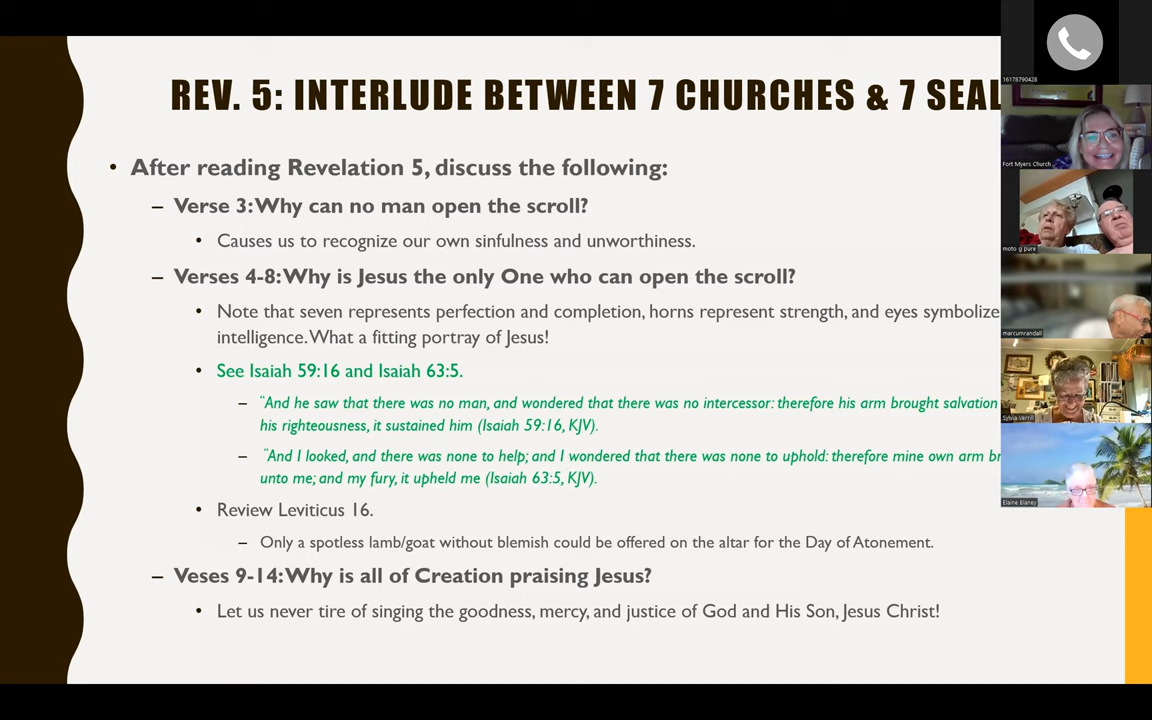 REV. 5: INTERLUDE BETWEEN 7 CHURCHES & 7 SEAL
• After reading Revelation 5, discuss the following:
– Verse 3: Why can no man open the scroll?
• Causes us to recognize our own sinfulness and unworthiness.
– Verses 4-8: Why is Jesus the only One who can open the scroll?
• Note that seven represents perfection and completion, horns represent strength, and eyes symbolize
intelligence. What a fitting portray of Jesus!
• See Isaiah 59:16 and Isaiah 63:5.
– "And he saw that there was no man, and wondered that there was no intercessor: therefore his arm brought salvation
his righteousness, it sustained him (Isaiah 59:16, KJV).
– "And I looked, and there was none to help; and I wondered that there was none to uphold: therefore mine own arm br
unto me; and my fury, it upheld me (Isaiah 63:5, KJV).
• Review Leviticus 16.
– Only a spotless lamb/goat without blemish could be offered on the altar for the Day of Atonement.
– Veses 9-14: Why is all of Creation praising Jesus?
• Let us never tire of singing the goodness, mercy, and justice of God and His Son, Jesus Christ!
16178790428
Fort Myers Church
moto g pure
marcumrandall
Sylvia Verrill
Elaine Elaney